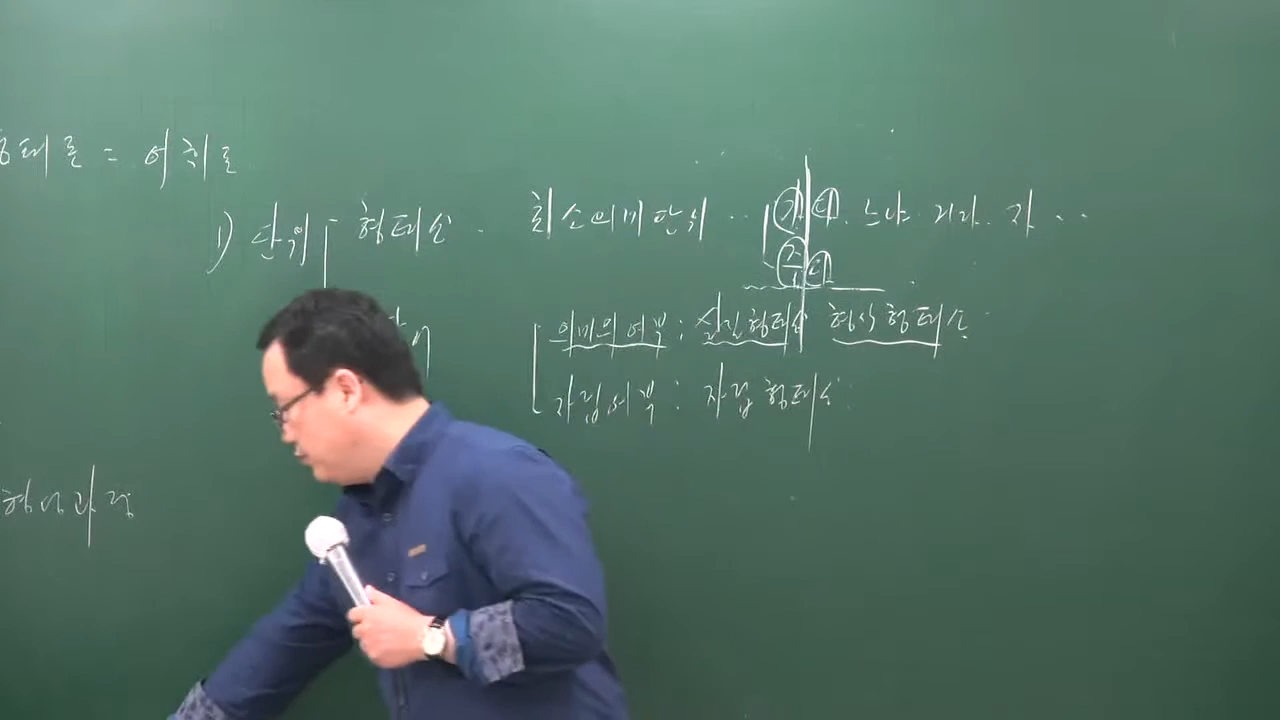 형태론 = 어휘론
1) 단위 - 형태소. 최소의미단위 ‥ 가다. 느냐. 거라. 자 ‥
의미의 여부 : 실질형태소 형식형태소
자립여부 : 자립형태소
형성과정